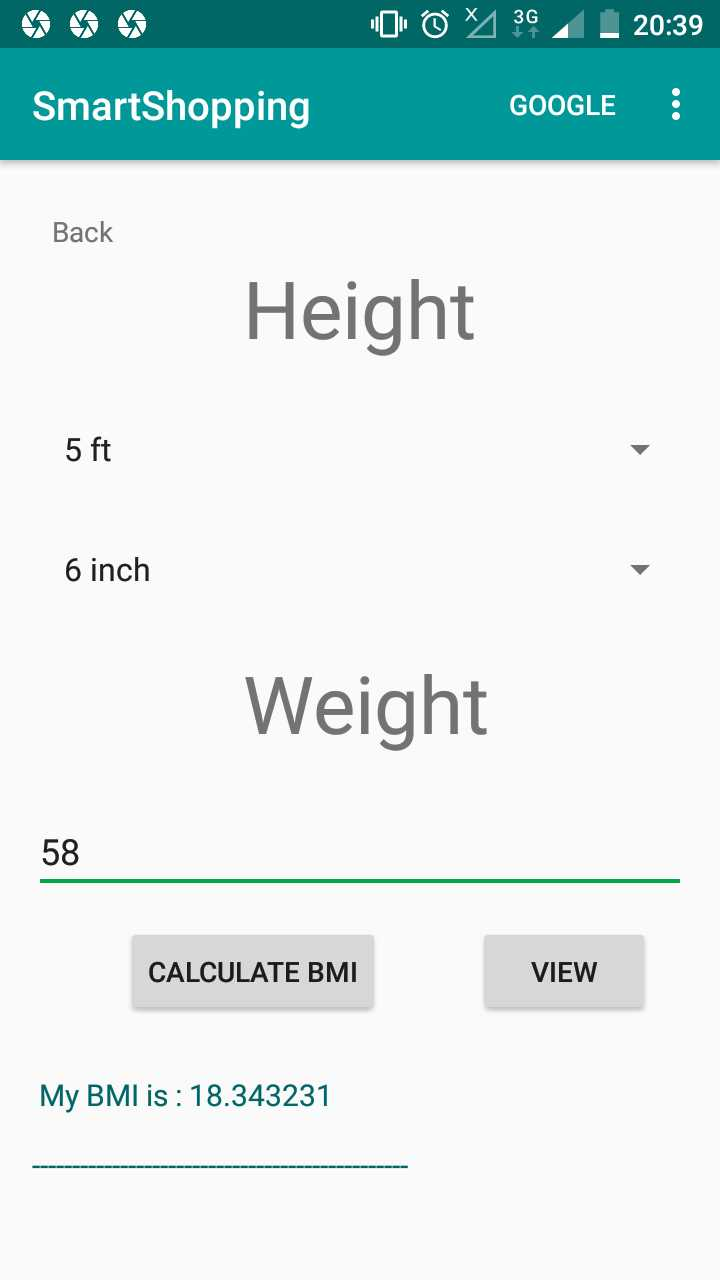 X 3G 20:39
SmartShopping GOOGLE
Back
Height
5 ft
6 inch
Weight
58
CALCULATE BMI VIEW
My BMI is : 18.343231
-----------------------------------------------